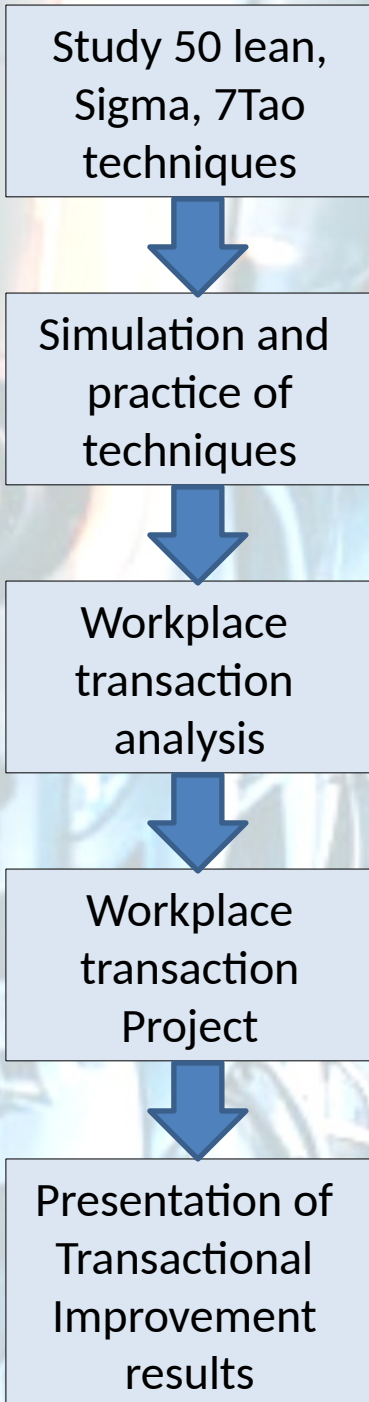 Study 50 lean,
Sigma, 7Tao
techniques
Simulation and
practice of
techniques
Workplace
transaction
analysis
Workplace
transaction
Project
Presentation of
Transactional
Improvement
results